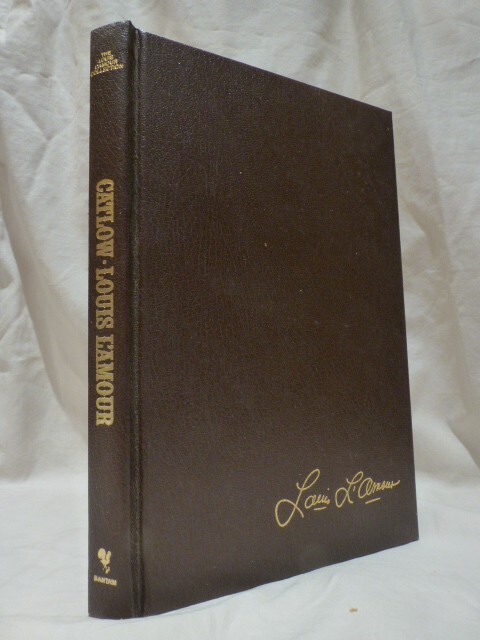 THE
LOUIS
L'AMOUR
COLLECTION
CATLOW · LOUIS L'AMOUR
BANTAM
Louis L'Amour